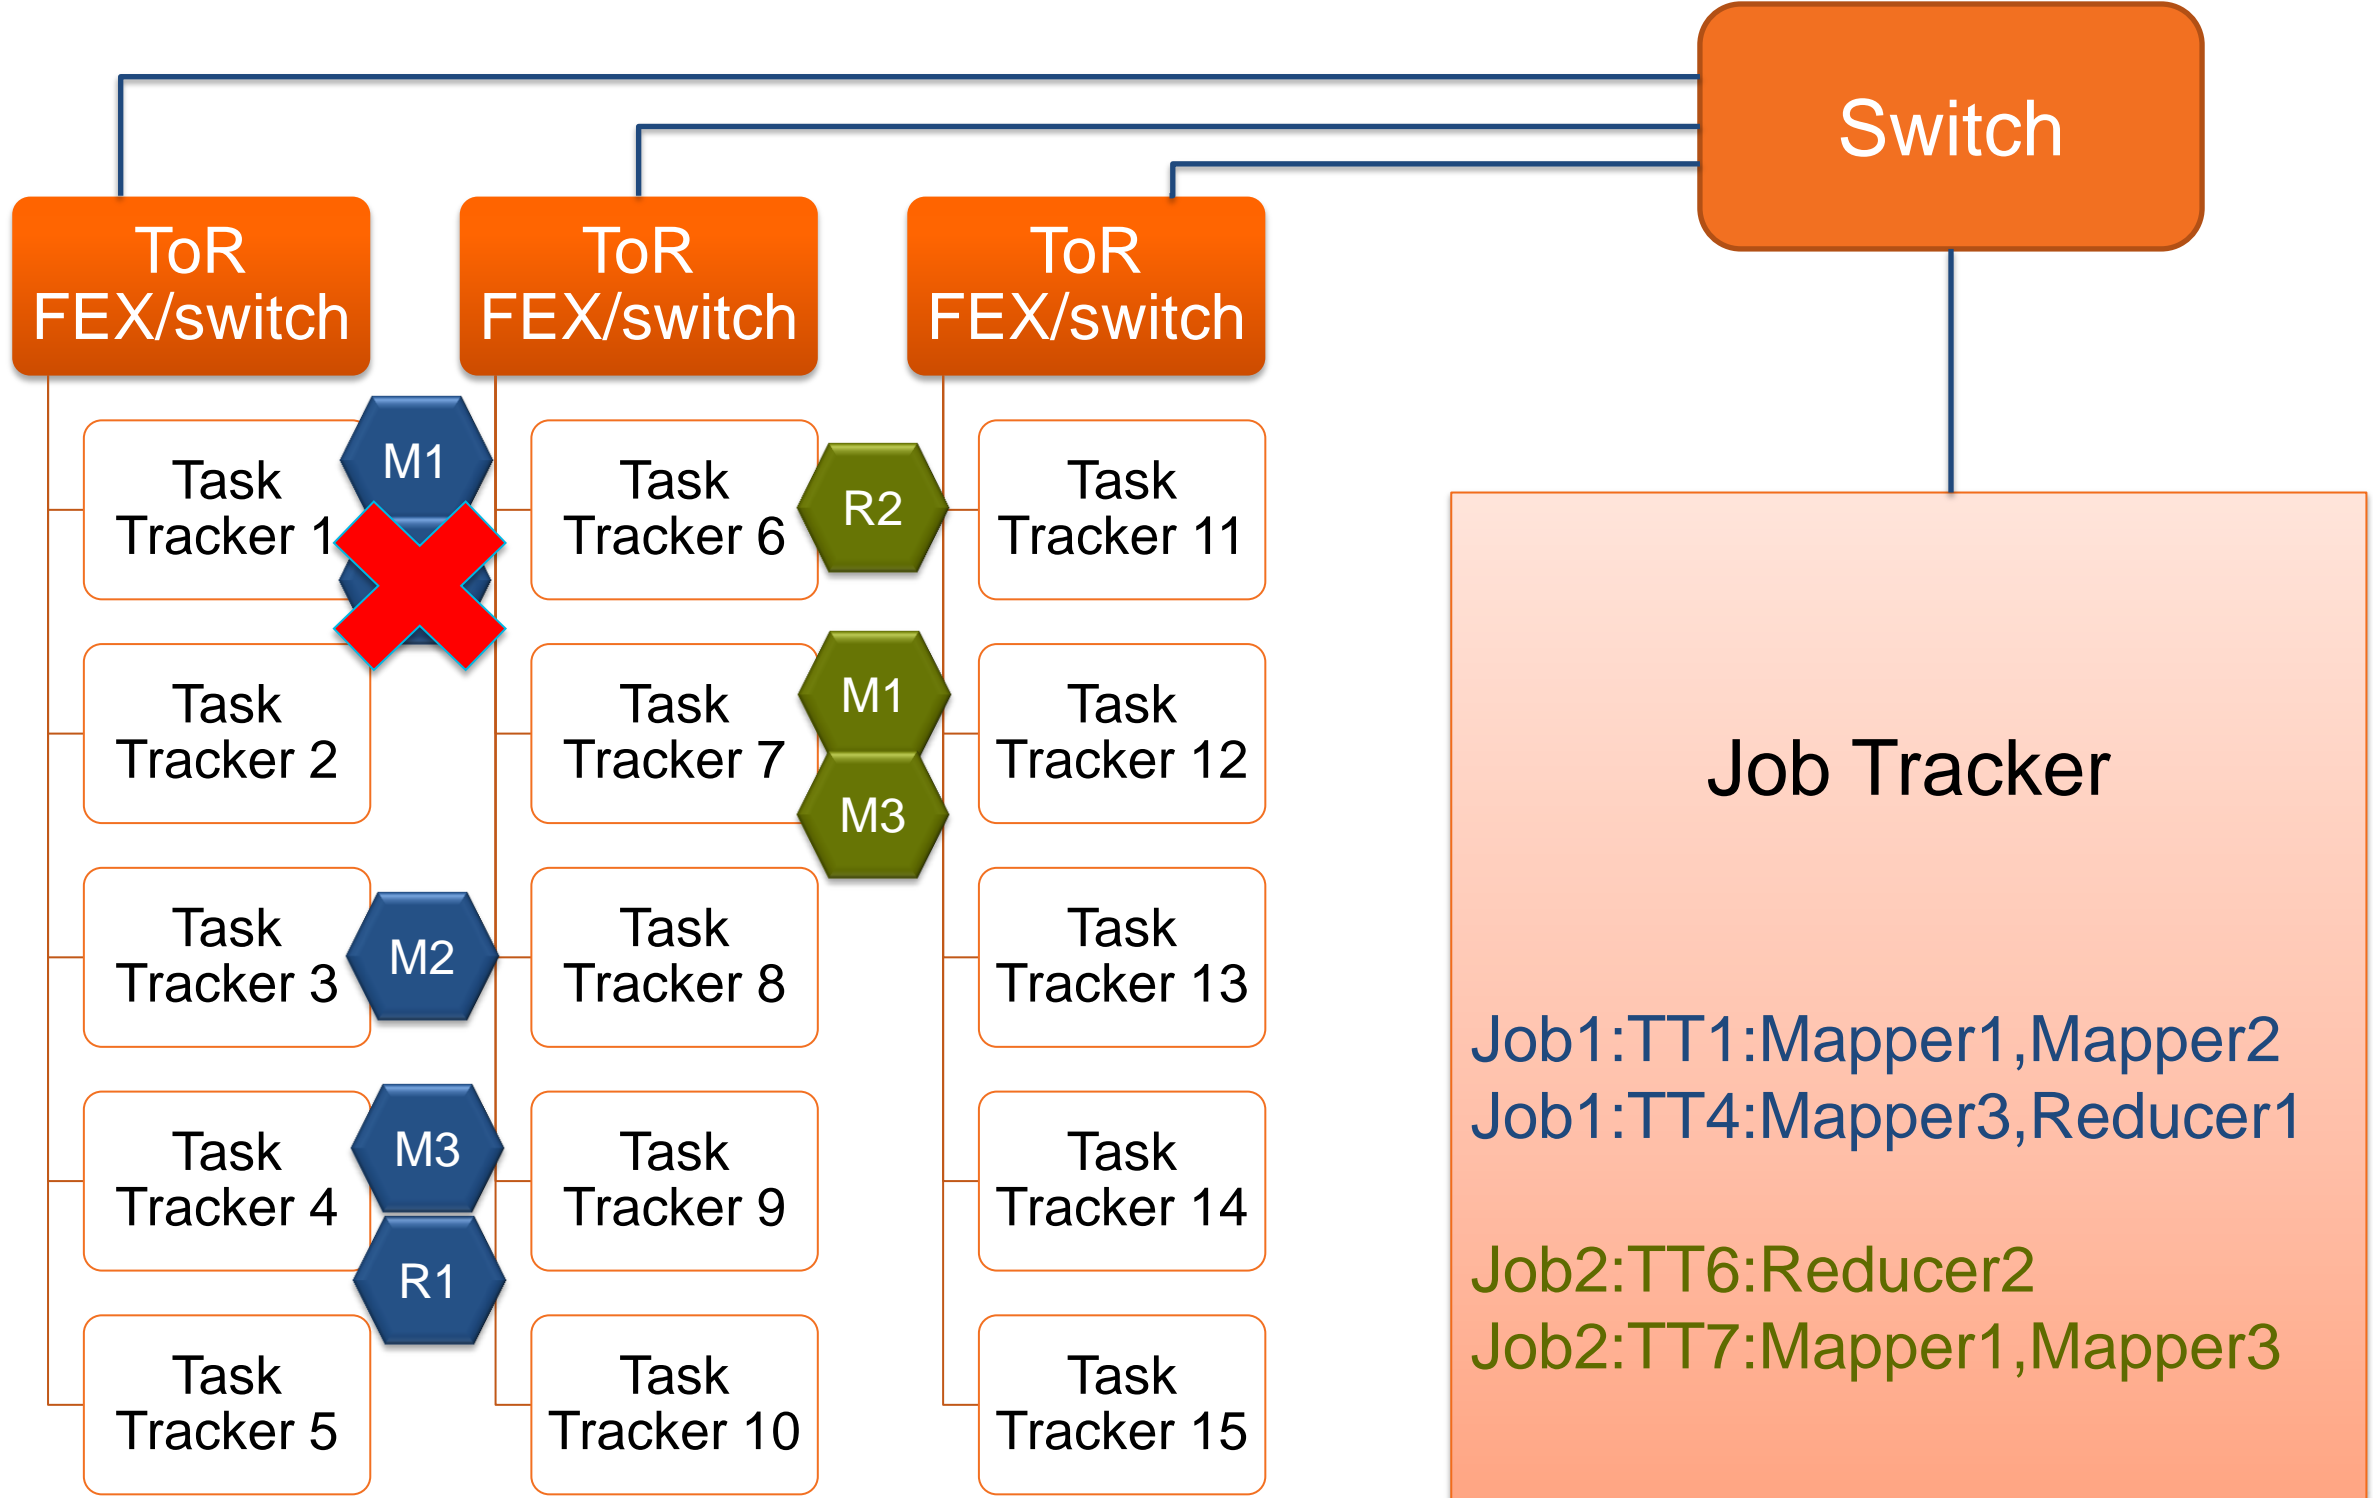 Switch
ToR
FEX/switch
ToR
FEX/switch
ToR
FEX/switch
Task
Tracker 1
M1
Task
Tracker 2
Task
Tracker 3
M2
Task
Tracker 4
M3
R1
Task
Tracker 5
Task
Tracker 6
R2
Task
Tracker 7
M1
M3
Task
Tracker 8
Task
Tracker 9
Task
Tracker 10
Task
Tracker 11
Task
Tracker 12
Task
Tracker 13
Task
Tracker 14
Task
Tracker 15
Job Tracker
Job1:TT1:Mapper1,Mapper2
Job1:TT4:Mapper3,Reducer1
Job2:TT6:Reducer2
Job2:TT7:Mapper1,Mapper3